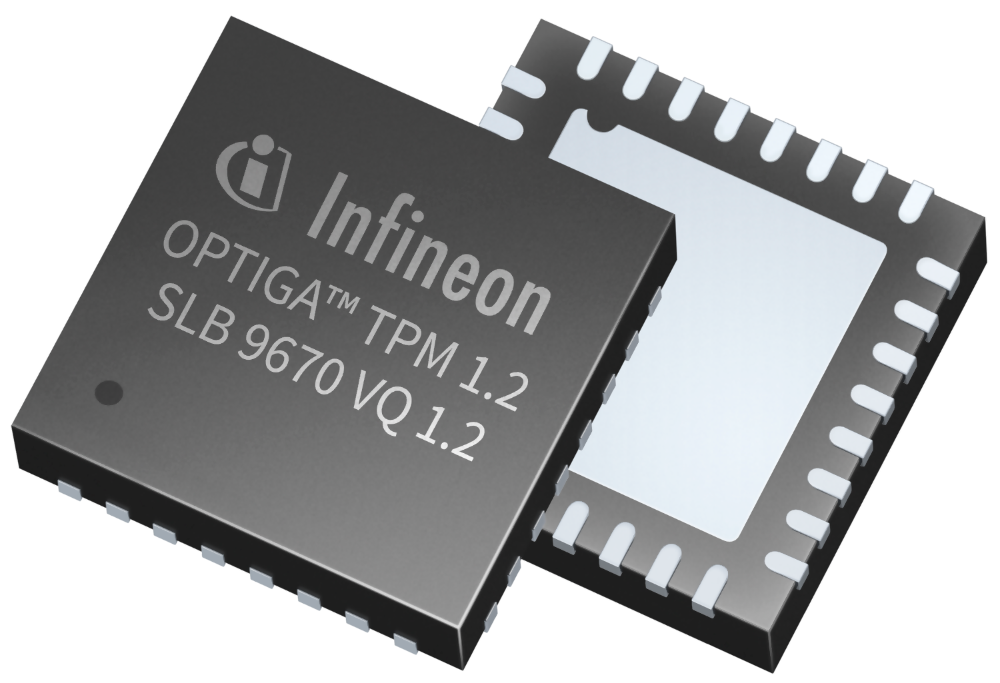 Infineon
OPTIGA™ TPM 1.2
SLB 9670 VQ 1.2